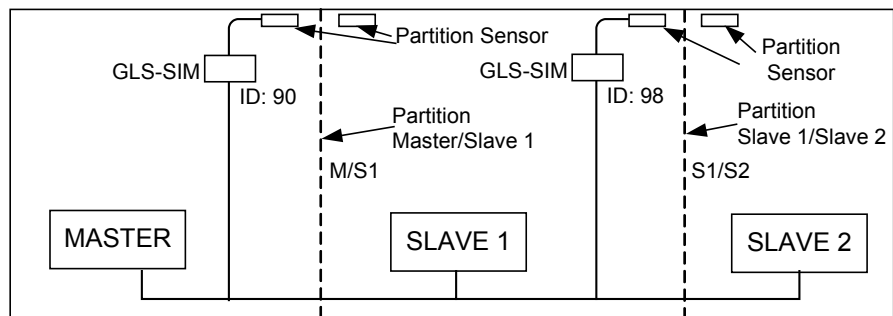 Partition Sensor
GLS-SIM
ID: 90
Partition
Master/Slave 1
M/S1
GLS-SIM
ID: 98
Partition
Sensor
Partition
Slave 1/Slave 2
S1/S2
MASTER
SLAVE 1
SLAVE 2